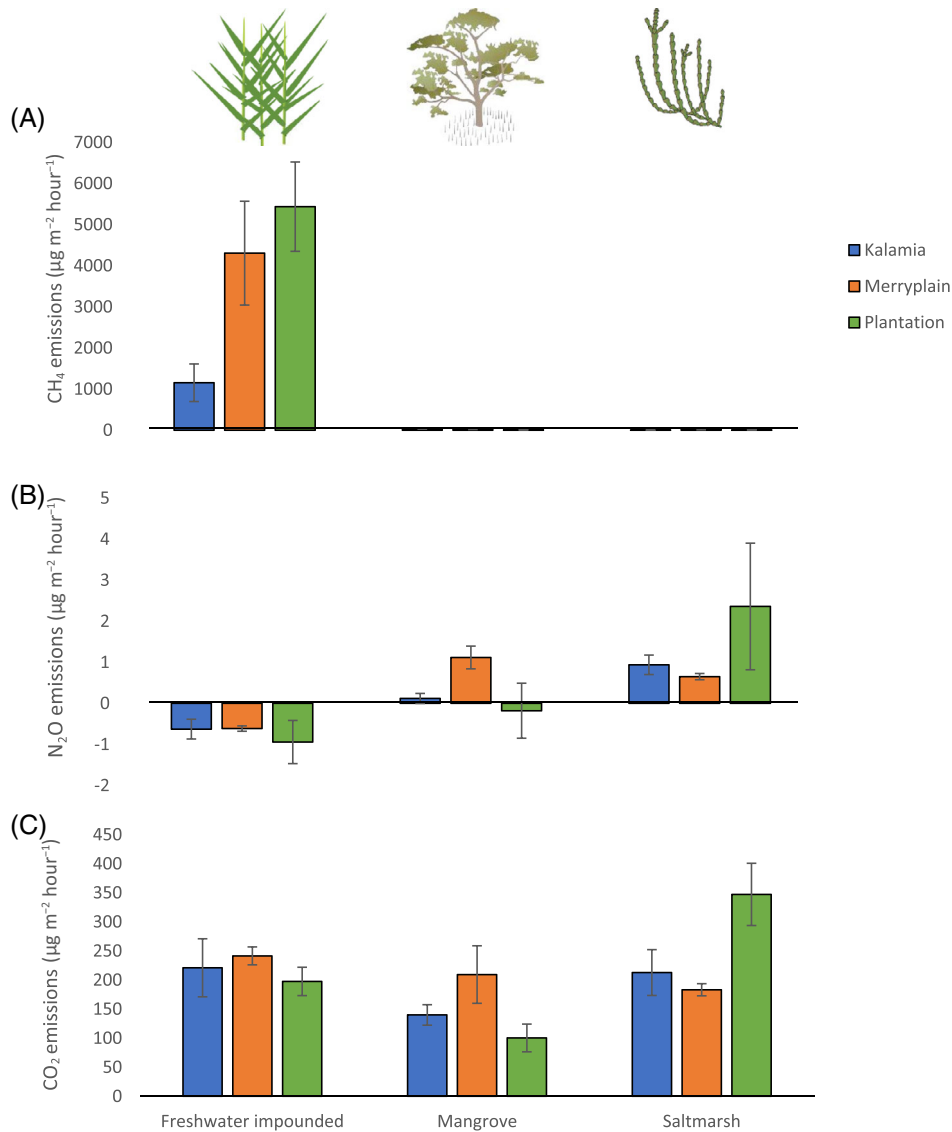 (A)
CH₄ emissions (µg m⁻² hour⁻¹)
7000
6000
5000
4000
3000
2000
1000
0
Kalamia
Merryplain
Plantation
(B)
N₂O emissions (µg m⁻² hour⁻¹)
5
4
3
2
1
0
-1
-2
(C)
CO₂ emissions (µg m⁻² hour⁻¹)
450
400
350
300
250
200
150
100
50
0
Freshwater impounded
Mangrove
Saltmarsh